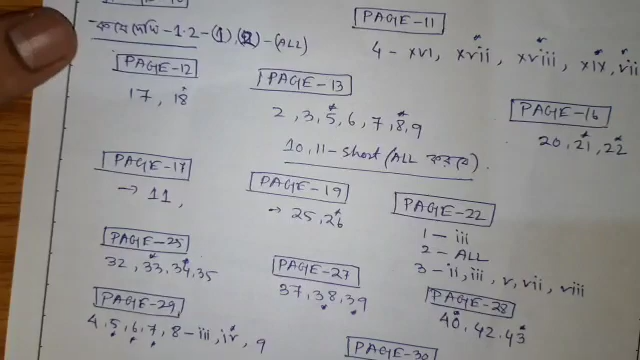 কষে দেখি - 1.2 - (1), (2) - (ALL)
PAGE-11
4 - xvi, xvii, xviii, xix, vii
PAGE-12
17, 18
PAGE-13
2, 3, 5, 6, 7, 8, 9
10, 11 - Short (ALL করবে).
PAGE-16
20, 21, 22
PAGE-17
→ 11,
PAGE-19
→ 25, 26
PAGE-22
1 - iii
2 - ALL
3 - ii, iii, v, vii, viii
PAGE-25
32, 33, 34, 35
PAGE-27
37, 38, 39
PAGE-28
40, 42, 43
PAGE-29
4, 5, 6, 7, 8 - iii, iv, 9
PAGE-30